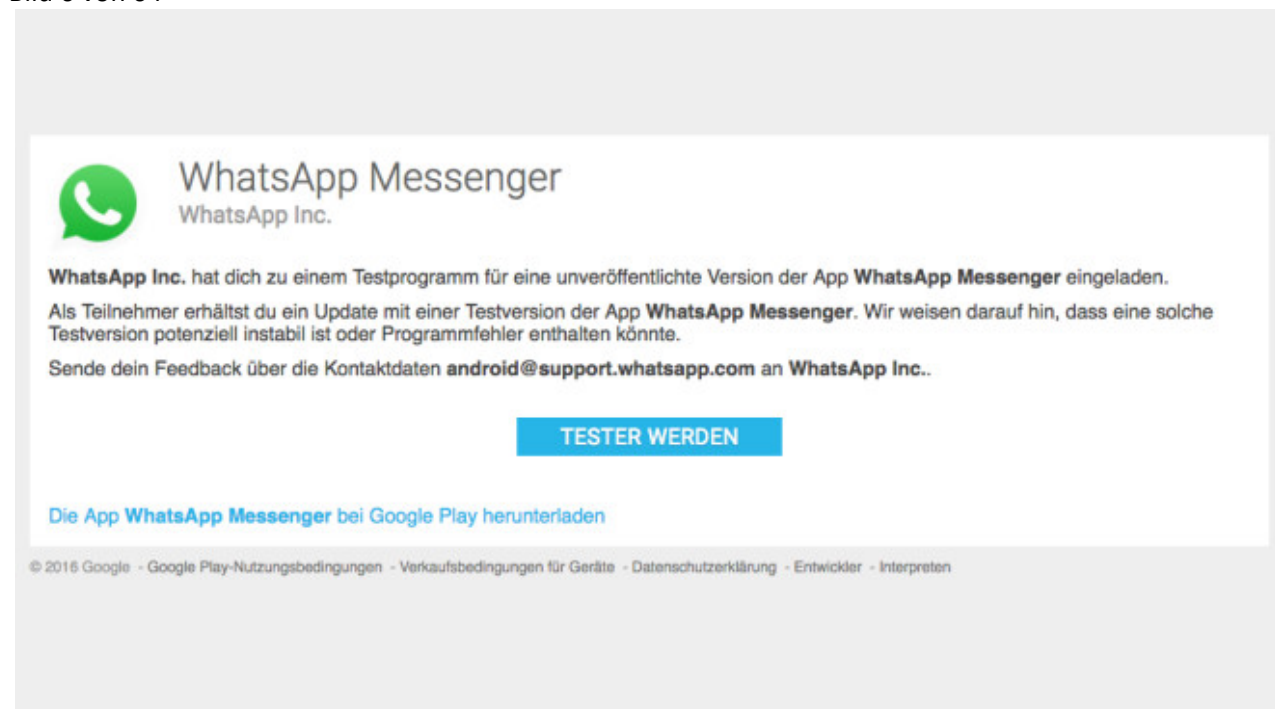 WhatsApp Messenger
WhatsApp Inc.
WhatsApp Inc. hat dich zu einem Testprogramm für eine unveröffentlichte Version der App WhatsApp Messenger eingeladen.
Als Teilnehmer erhältst du ein Update mit einer Testversion der App WhatsApp Messenger. Wir weisen darauf hin, dass eine solche
Testversion potenziell instabil ist oder Programmfehler enthalten könnte.
Sende dein Feedback über die Kontaktdaten android@support.whatsapp.com an WhatsApp Inc..
TESTER WERDEN
Die App WhatsApp Messenger bei Google Play herunterladen
© 2016 Google - Google Play-Nutzungsbedingungen - Verkaufsbedingungen für Geräte - Datenschutzerklärung - Entwickler - Interpreten